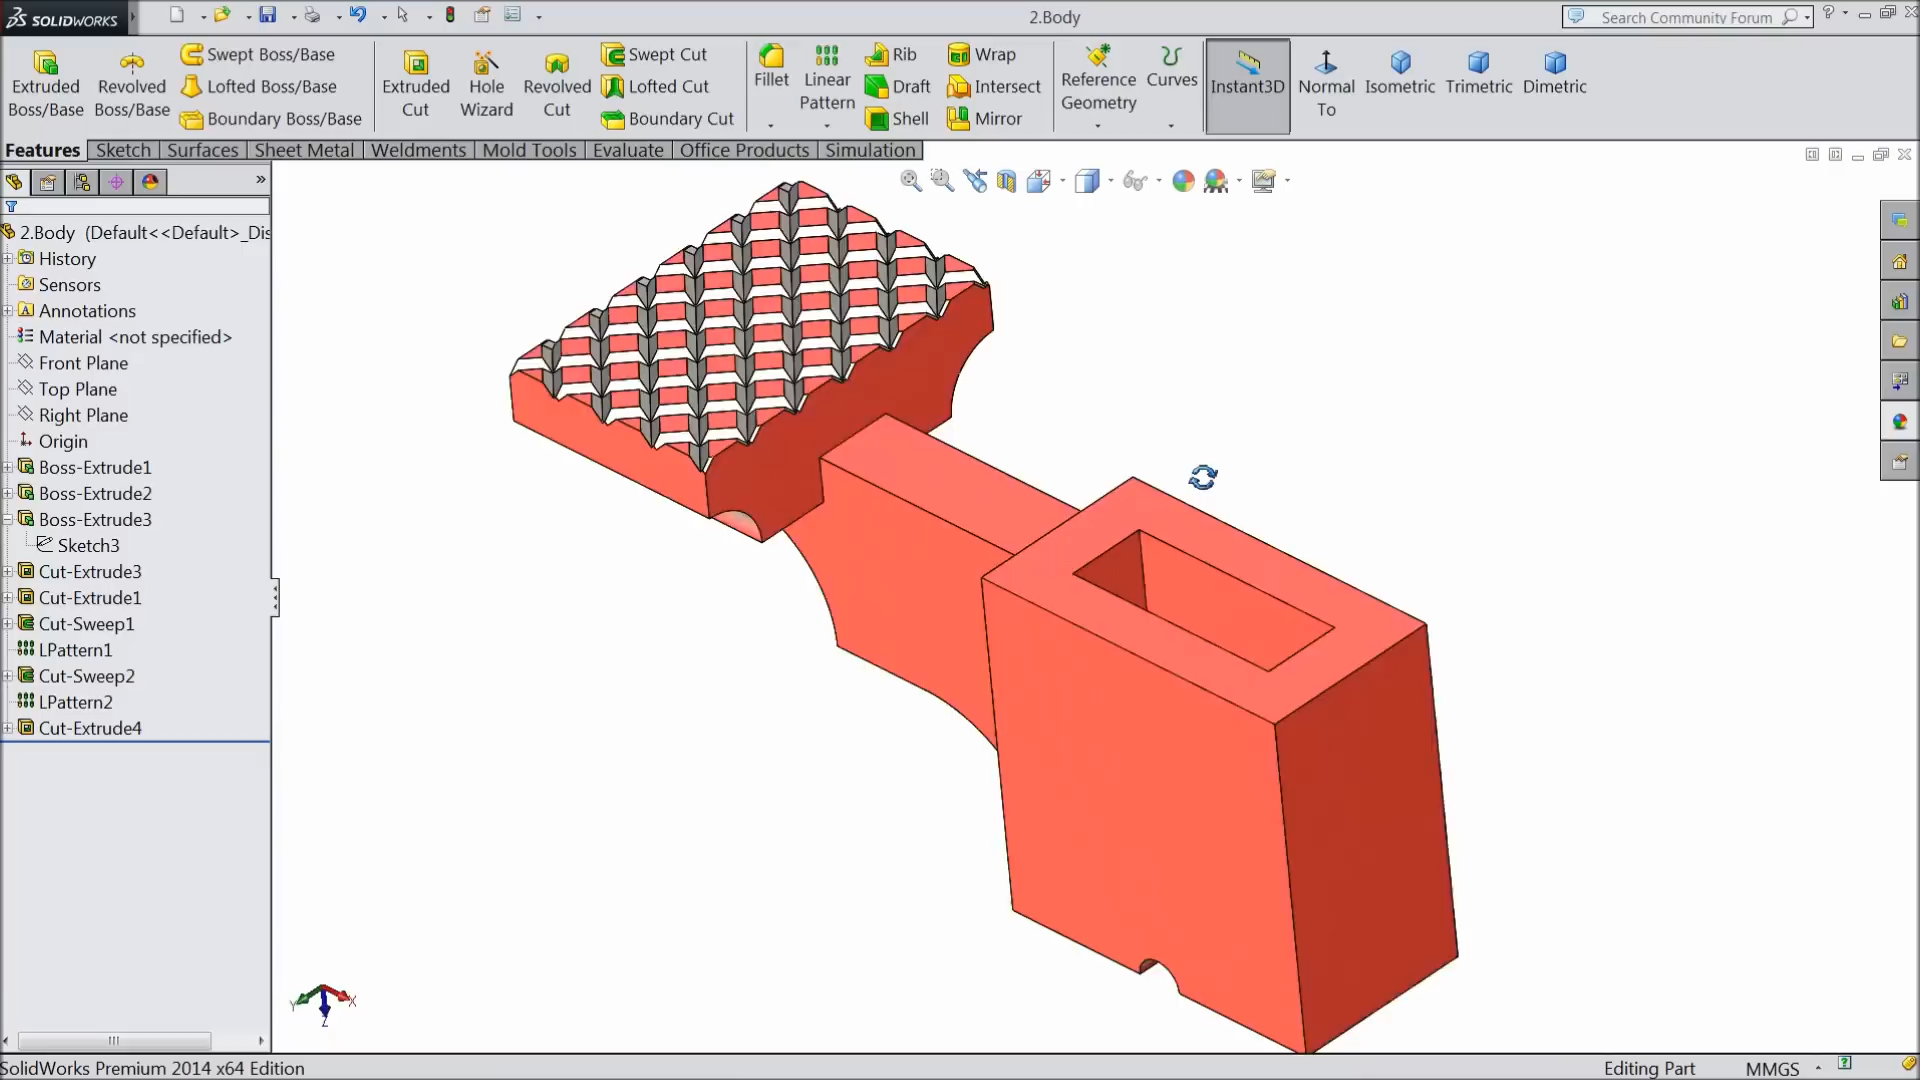 SOLIDWORKS
2.Body
Search Community Forum
?
Extruded Boss/Base
Revolved Boss/Base
Swept Boss/Base
Lofted Boss/Base
Boundary Boss/Base
Extruded Cut
Hole Wizard
Revolved Cut
Swept Cut
Lofted Cut
Boundary Cut
Fillet
Linear Pattern
Rib
Draft
Shell
Wrap
Intersect
Mirror
Reference Geometry
Curves
Instant3D
Normal To
Isometric
Trimetric
Dimetric
Features
Sketch
Surfaces
Sheet Metal
Weldments
Mold Tools
Evaluate
Office Products
Simulation
»
2.Body (Default<<Default>_Dis
History
Sensors
Annotations
Material <not specified>
Front Plane
Top Plane
Right Plane
Origin
Boss-Extrude1
Boss-Extrude2
Boss-Extrude3
Sketch3
Cut-Extrude3
Cut-Extrude1
Cut-Sweep1
LPattern1
Cut-Sweep2
LPattern2
Cut-Extrude4
Y
X
Z
SolidWorks Premium 2014 x64 Edition
Editing Part
MMGS
?